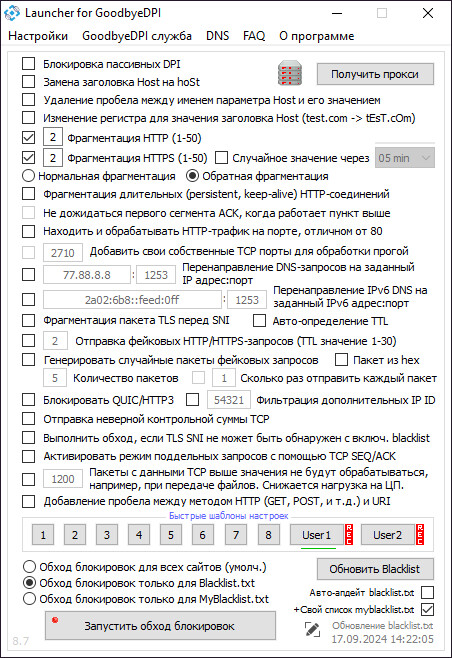 Launcher for GoodbyeDPI
Настройки GoodbyeDPI служба DNS FAQ О программе
Блокировка пассивных DPI
Получить прокси
Замена заголовка Host на hoSt
Удаление пробела между именем параметра Host и его значением
Изменение регистра для значения заголовка Host (test.com -> tEsT.cOm)
2 Фрагментация HTTP (1-50)
2 Фрагментация HTTPS (1-50) Случайное значение через 05 min
Нормальная фрагментация Обратная фрагментация
Фрагментация длительных (persistent, keep-alive) HTTP-соединений
Не дожидаться первого сегмента ACK, когда работает пункт выше
Находить и обрабатывать HTTP-трафик на порте, отличном от 80
2710 Добавить свои собственные TCP порты для обработки прогой
77.88.8.8 : 1253 Перенаправление DNS-запросов на заданный
IP адрес:порт
2a02:6b8::feed:0ff : 1253 Перенаправление IPv6 DNS на
заданный IPv6 адрес:порт
Фрагментация пакета TLS перед SNI Авто-определение TTL
2 Отправка фейковых HTTP/HTTPS-запросов (TTL значение 1-30)
Генерировать случайные пакеты фейковых запросов Пакет из hex
5 Количество пакетов 1 Сколько раз отправить каждый пакет
Блокировать QUIC/HTTP3 54321 Фильтрация дополнительных IP ID
Отправка неверной контрольной суммы TCP
Выполнить обход, если TLS SNI не может быть обнаружен с включ. blacklist
Активировать режим поддельных запросов с помощью TCP SEQ/ACK
1200 Пакеты с данными TCP выше значения не будут обрабатываться,
например, при передаче файлов. Снижается нагрузка на ЦП.
Добавление пробела между методом HTTP (GET, POST, и т.д.) и URI
Быстрые шаблоны настроек
1 2 3 4 5 6 7 8 User1 REC User2 REC
Обход блокировок для всех сайтов (умолч.)
Обновить Blacklist
Обход блокировок только для Blacklist.txt
Авто-апдейт blacklist.txt
Обход блокировок только для MyBlacklist.txt
+Свой список myblacklist.txt
Запустить обход блокировок
Обновление blacklist.txt
17.09.2024 14:22:05
8.7